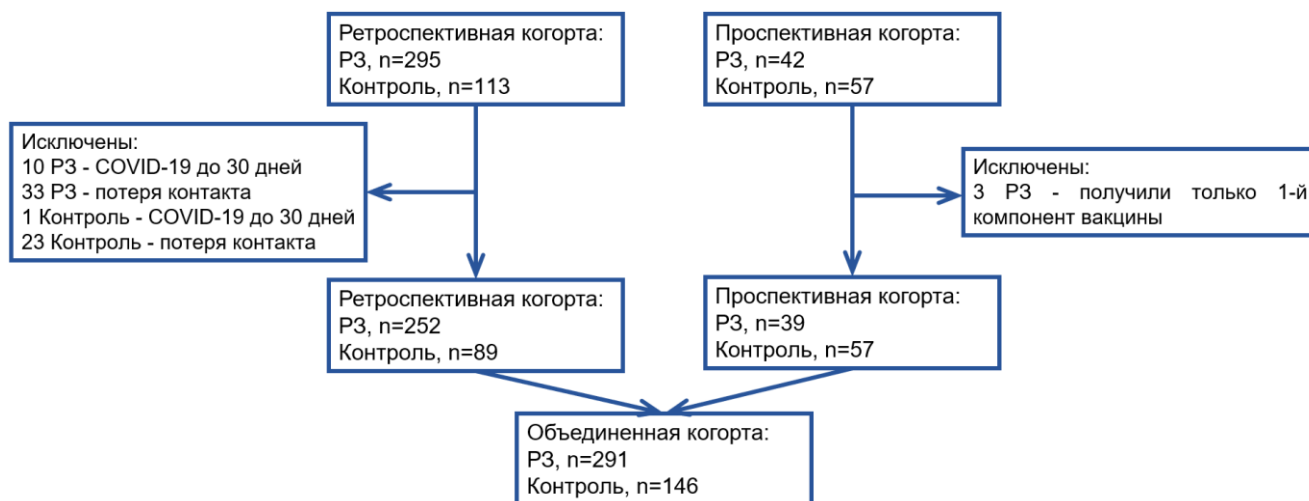 Ретроспективная когорта:
РЗ, n=295
Контроль, n=113
Проспективная когорта:
РЗ, n=42
Контроль, n=57
Исключены:
10 РЗ - COVID-19 до 30 дней
33 РЗ - потеря контакта
1 Контроль - COVID-19 до 30 дней
23 Контроль - потеря контакта
Исключены:
3 РЗ - получили только 1-й
компонент вакцины
Ретроспективная когорта:
РЗ, n=252
Контроль, n=89
Проспективная когорта:
РЗ, n=39
Контроль, n=57
Объединенная когорта:
РЗ, n=291
Контроль, n=146